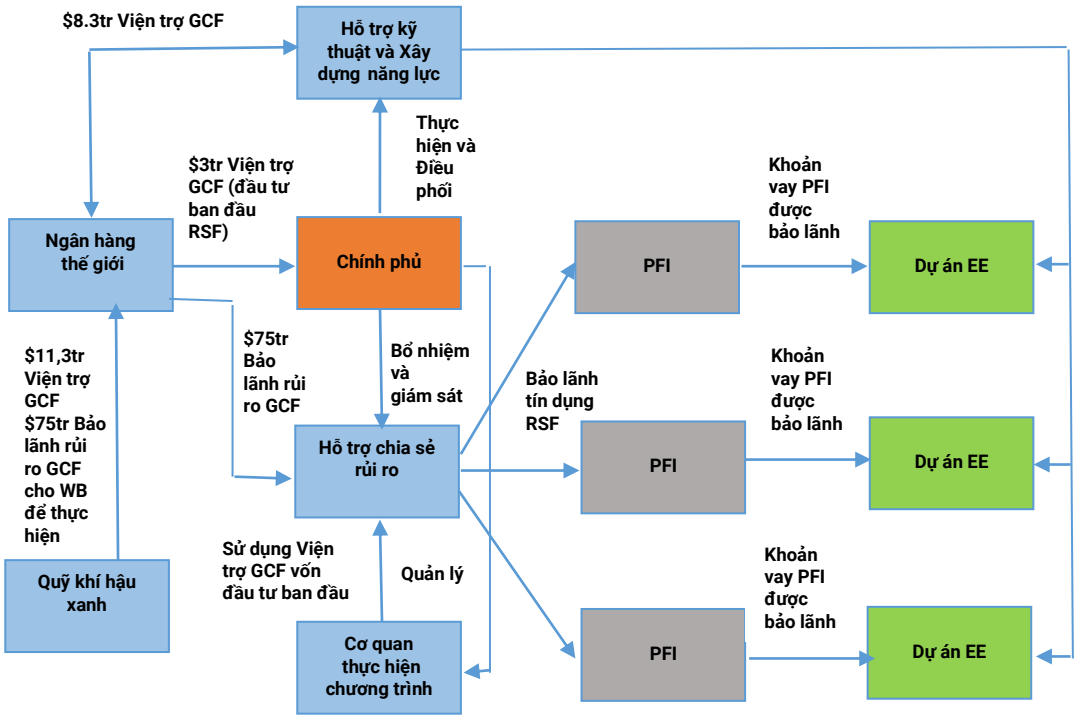 $8.3tr Viện trợ GCF
Hỗ trợ kỹ
thuật và Xây
dựng năng lực
Thực
hiện và
Điều
phối
$3tr Viện trợ
GCF (đầu tư
ban đầu
RSF)
Khoản
vay PFI
được
bảo lãnh
Ngân hàng
thế giới
Chính phủ
PFI
Dự án EE
$11,3tr
Viện trợ
GCF
$75tr Bảo
lãnh rủi
ro GCF
cho WB
để thực
hiện
$75tr
Bảo
lãnh rủi
ro GCF
Bổ nhiệm
và
giám sát
Bảo lãnh
tín dụng
RSF
Khoản
vay PFI
được
bảo lãnh
Hỗ trợ chia sẻ
rủi ro
PFI
Dự án EE
Quỹ khí hậu
xanh
Sử dụng Viện
trợ GCF vốn
đầu tư ban đầu
Quản lý
Khoản
vay PFI
được
bảo lãnh
Cơ quan
thực hiện
chương trình
PFI
Dự án EE